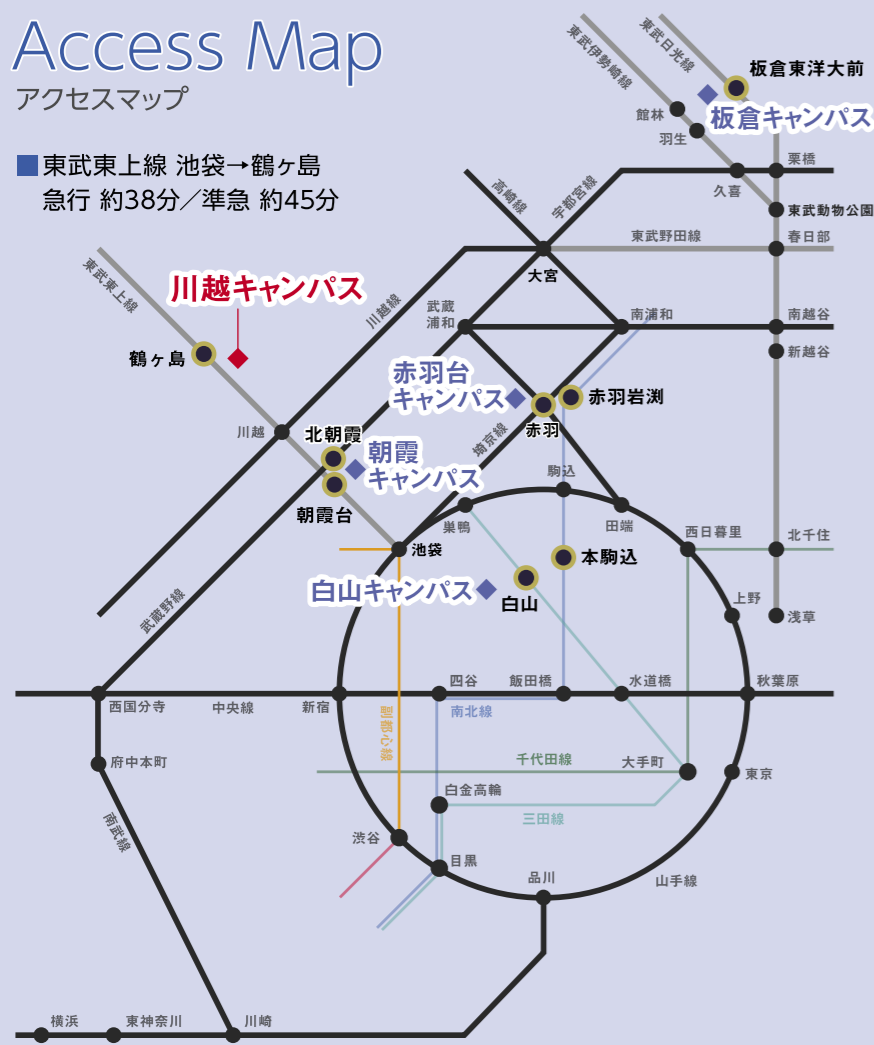 Access Map
アクセスマップ
■東武東上線 池袋→鶴ヶ島
急行 約38分／準急 約45分
東武伊勢崎線
東武日光線
板倉東洋大前
板倉キャンパス
館林
羽生
久喜
栗橋
東武動物公園
高崎線
宇都宮線
東武野田線
春日部
大宮
東武東上線
川越キャンパス
川越線
武蔵
浦和
南浦和
南越谷
新越谷
鶴ヶ島
赤羽台
キャンパス
赤羽岩渕
赤羽
川越
北朝霞
朝霞
キャンパス
埼京線
朝霞台
駒込
巣鴨
田端
西日暮里
北千住
池袋
本駒込
白山キャンパス
白山
上野
浅草
武蔵野線
西国分寺
中央線
新宿
四谷
飯田橋
水道橋
秋葉原
南北線
副都心線
千代田線
大手町
東京
府中本町
白金高輪
三田線
南武線
渋谷
目黒
品川
山手線
横浜
東神奈川
川崎